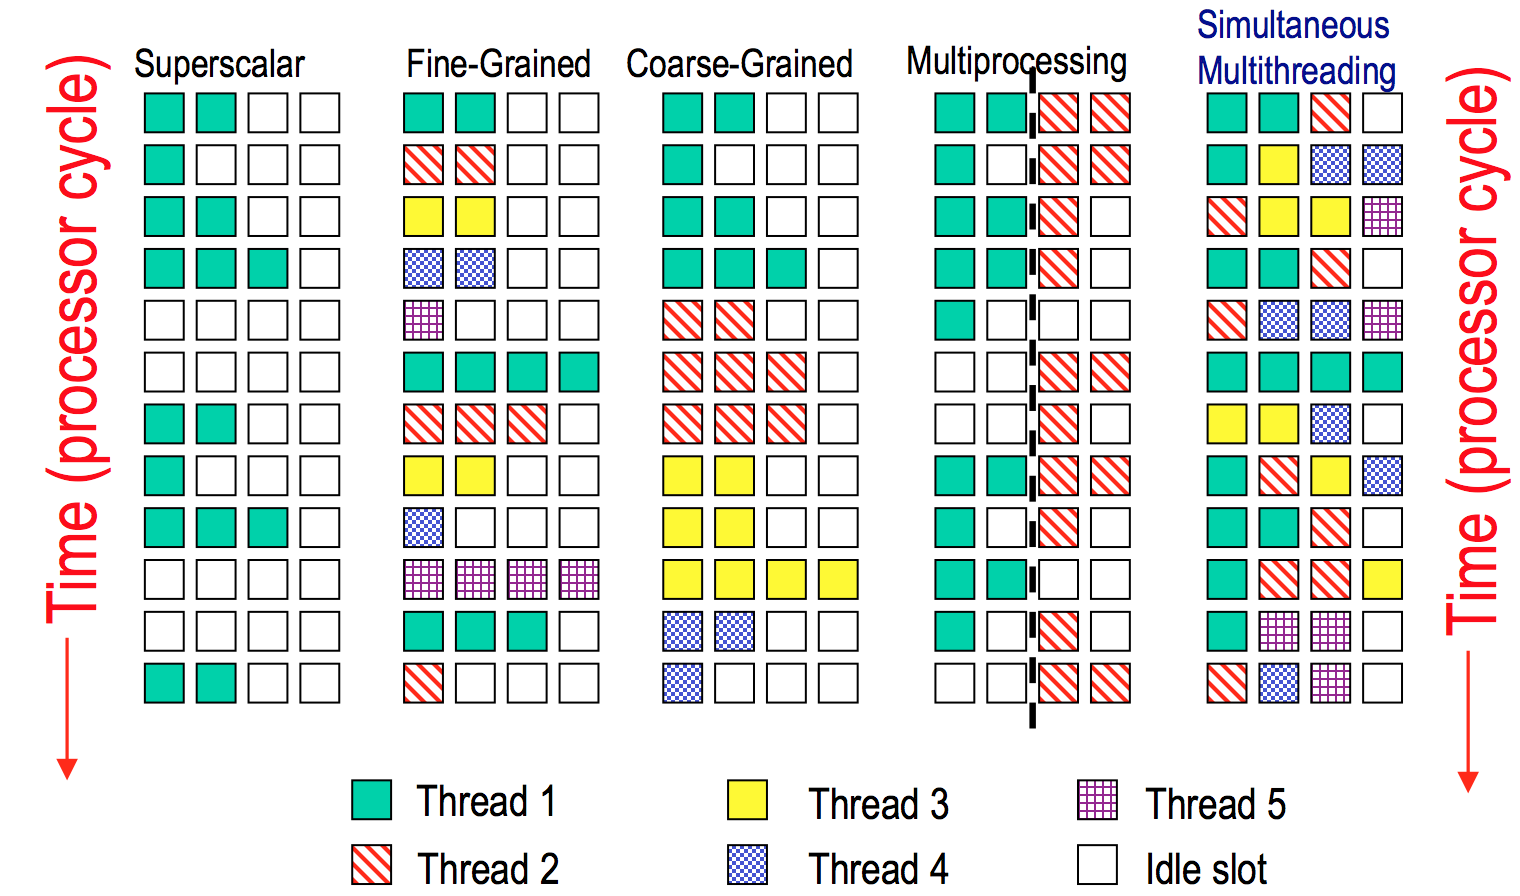 Superscalar
Fine-Grained
Coarse-Grained
Multiprocessing
Simultaneous
Multithreading
Time (processor cycle)
Time (processor cycle)
Thread 1
Thread 3
Thread 5
Thread 2
Thread 4
Idle slot